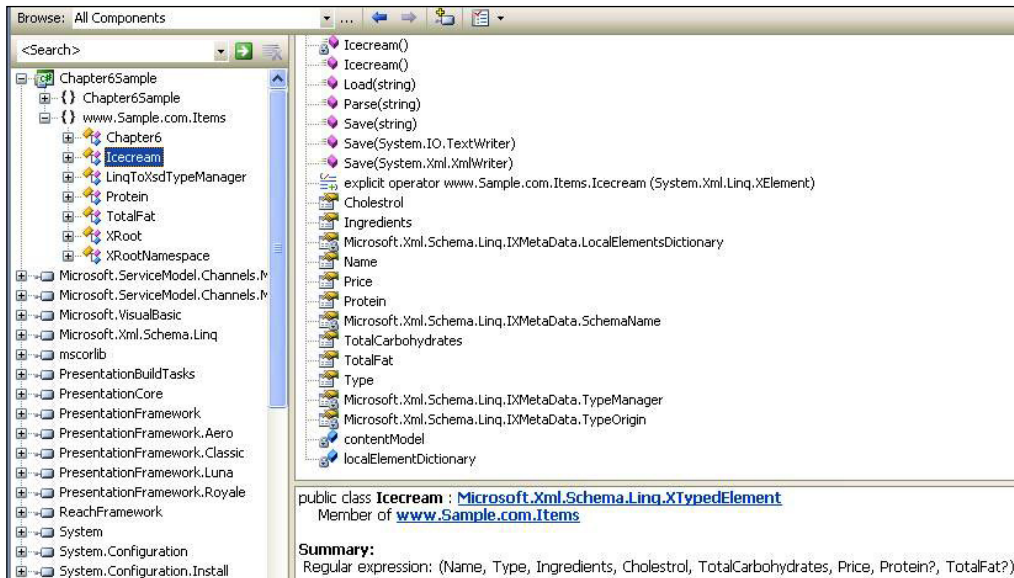 Browse: All Components
...
<Search>
Chapter6Sample
{} Chapter6Sample
{} www.Sample.com.Items
Chapter6
Icecream
LinqToXsdTypeManager
Protein
TotalFat
XRoot
XRootNamespace
Microsoft.ServiceModel.Channels.M
Microsoft.ServiceModel.Channels.M
Microsoft.VisualBasic
Microsoft.Xml.Schema.Linq
mscorlib
PresentationBuildTasks
PresentationCore
PresentationFramework
PresentationFramework.Aero
PresentationFramework.Classic
PresentationFramework.Luna
PresentationFramework.Royale
ReachFramework
System
System.Configuration
System.Configuration.Install
Icecream()
Icecream()
Load(string)
Parse(string)
Save(string)
Save(System.IO.TextWriter)
Save(System.Xml.XmlWriter)
explicit operator www.Sample.com.Items.Icecream (System.Xml.Linq.XElement)
Cholestrol
Ingredients
Microsoft.Xml.Schema.Linq.IXMetaData.LocalElementsDictionary
Name
Price
Protein
Microsoft.Xml.Schema.Linq.IXMetaData.SchemaName
TotalCarbohydrates
TotalFat
Type
Microsoft.Xml.Schema.Linq.IXMetaData.TypeManager
Microsoft.Xml.Schema.Linq.IXMetaData.TypeOrigin
contentModel
localElementDictionary
public class Icecream : Microsoft.Xml.Schema.Linq.XTypedElement
Member of www.Sample.com.Items
Summary:
Regular expression: (Name, Type, Ingredients, Cholestrol, TotalCarbohydrates, Price, Protein?, TotalFat?)